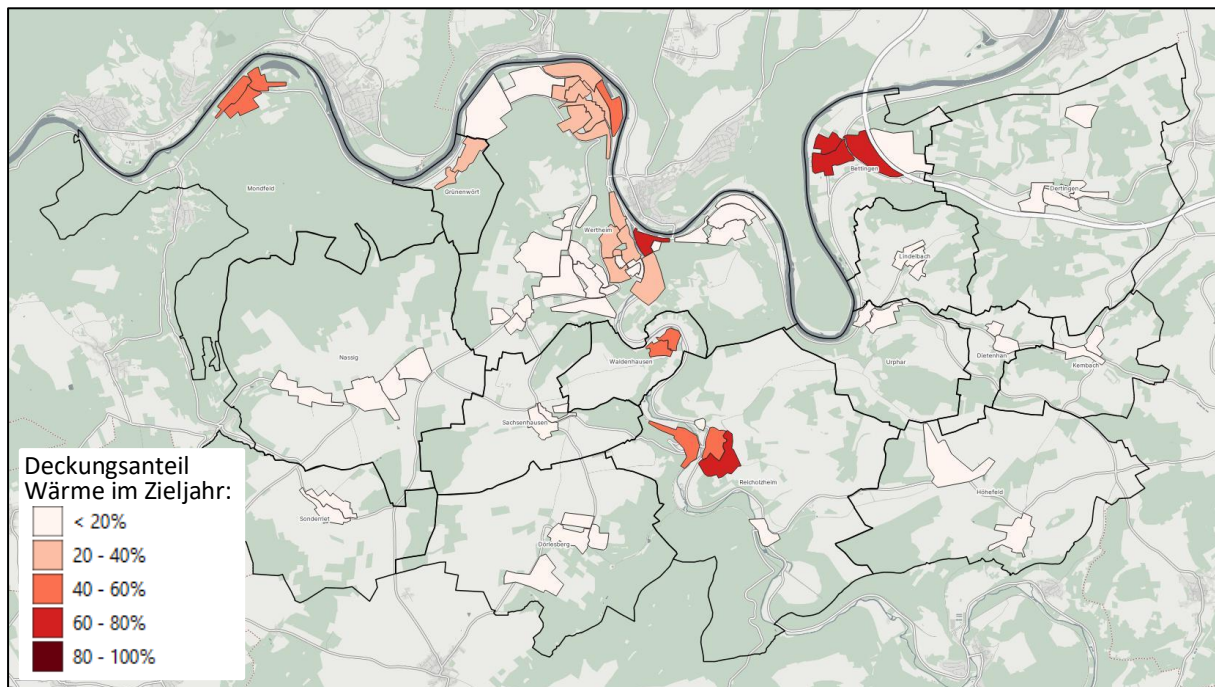 Mondfeld
Grünenwört
Bettingen
Dertingen
Wertheim
Lindelbach
Nassig
Waldenhausen
Urphar
Dietenhan
Kembach
Sachsenhausen
Reicholzheim
Höhefeld
Sonderriet
Dörlesberg
Deckungsanteil
Wärme im Zieljahr:
< 20%
20 - 40%
40 - 60%
60 - 80%
80 - 100%